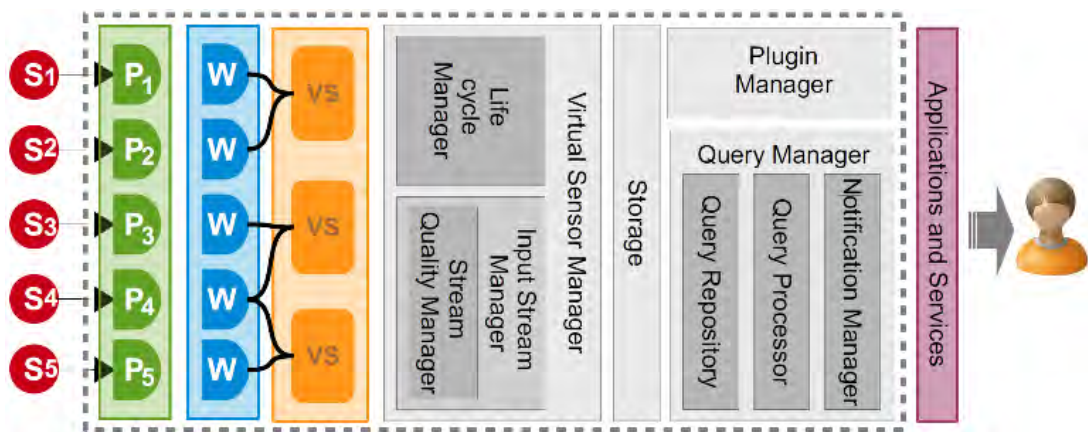 S1
S2
S3
S4
S5
P1
P2
P3
P4
P5
W
W
W
W
W
VS
VS
VS
Life
cycle
Manager
Input Stream
Manager
Stream
Quality Manager
Virtual Sensor Manager
Storage
Plugin
Manager
Query Manager
Query Repository
Query Processor
Notification Manager
Applications and Services